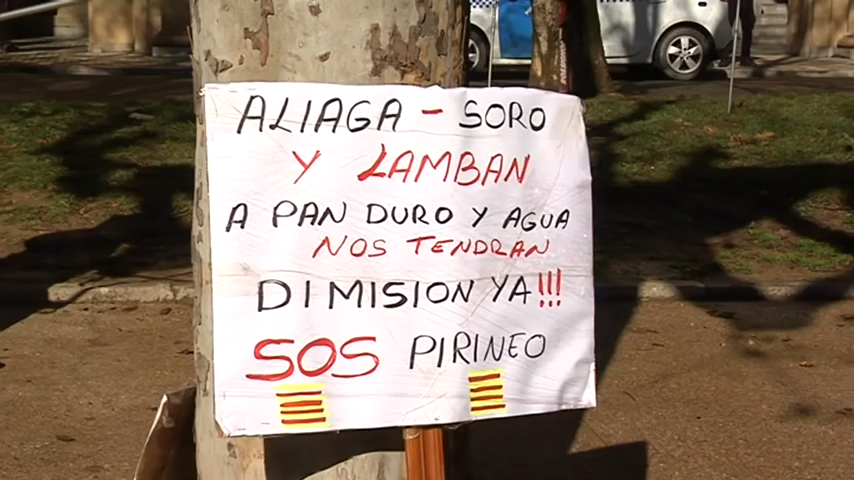 ALIAGA - SORO
Y LAMBAN
A PAN DURO Y AGUA
NOS TENDRAN
DIMISION YA!!!
SOS PIRINEO